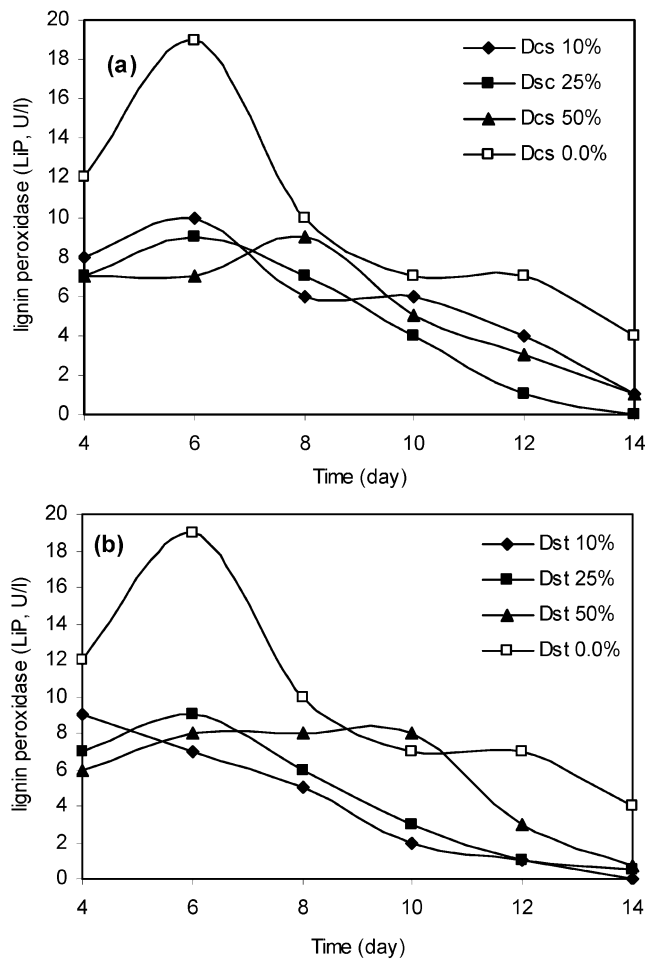 (a)
Dcs 10%
Dsc 25%
Dcs 50%
Dcs 0.0%
lignin peroxidase (LiP, U/l)
20
18
16
14
12
10
8
6
4
2
0
4 6 8 10 12 14
Time (day)
(b)
Dst 10%
Dst 25%
Dst 50%
Dst 0.0%
lignin peroxidase (LiP, U/l)
20
18
16
14
12
10
8
6
4
2
0
4 6 8 10 12 14
Time (day)